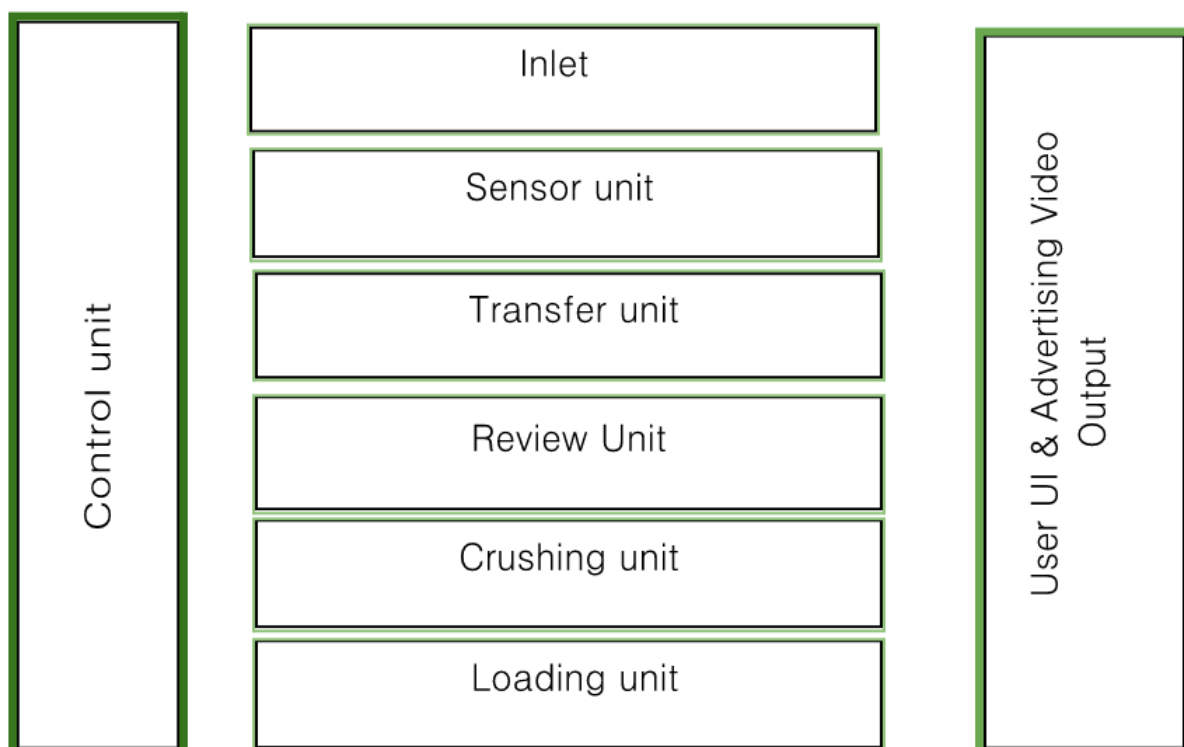 Control unit
Inlet
Sensor unit
Transfer unit
Review Unit
Crushing unit
Loading unit
User UI & Advertising Video
Output